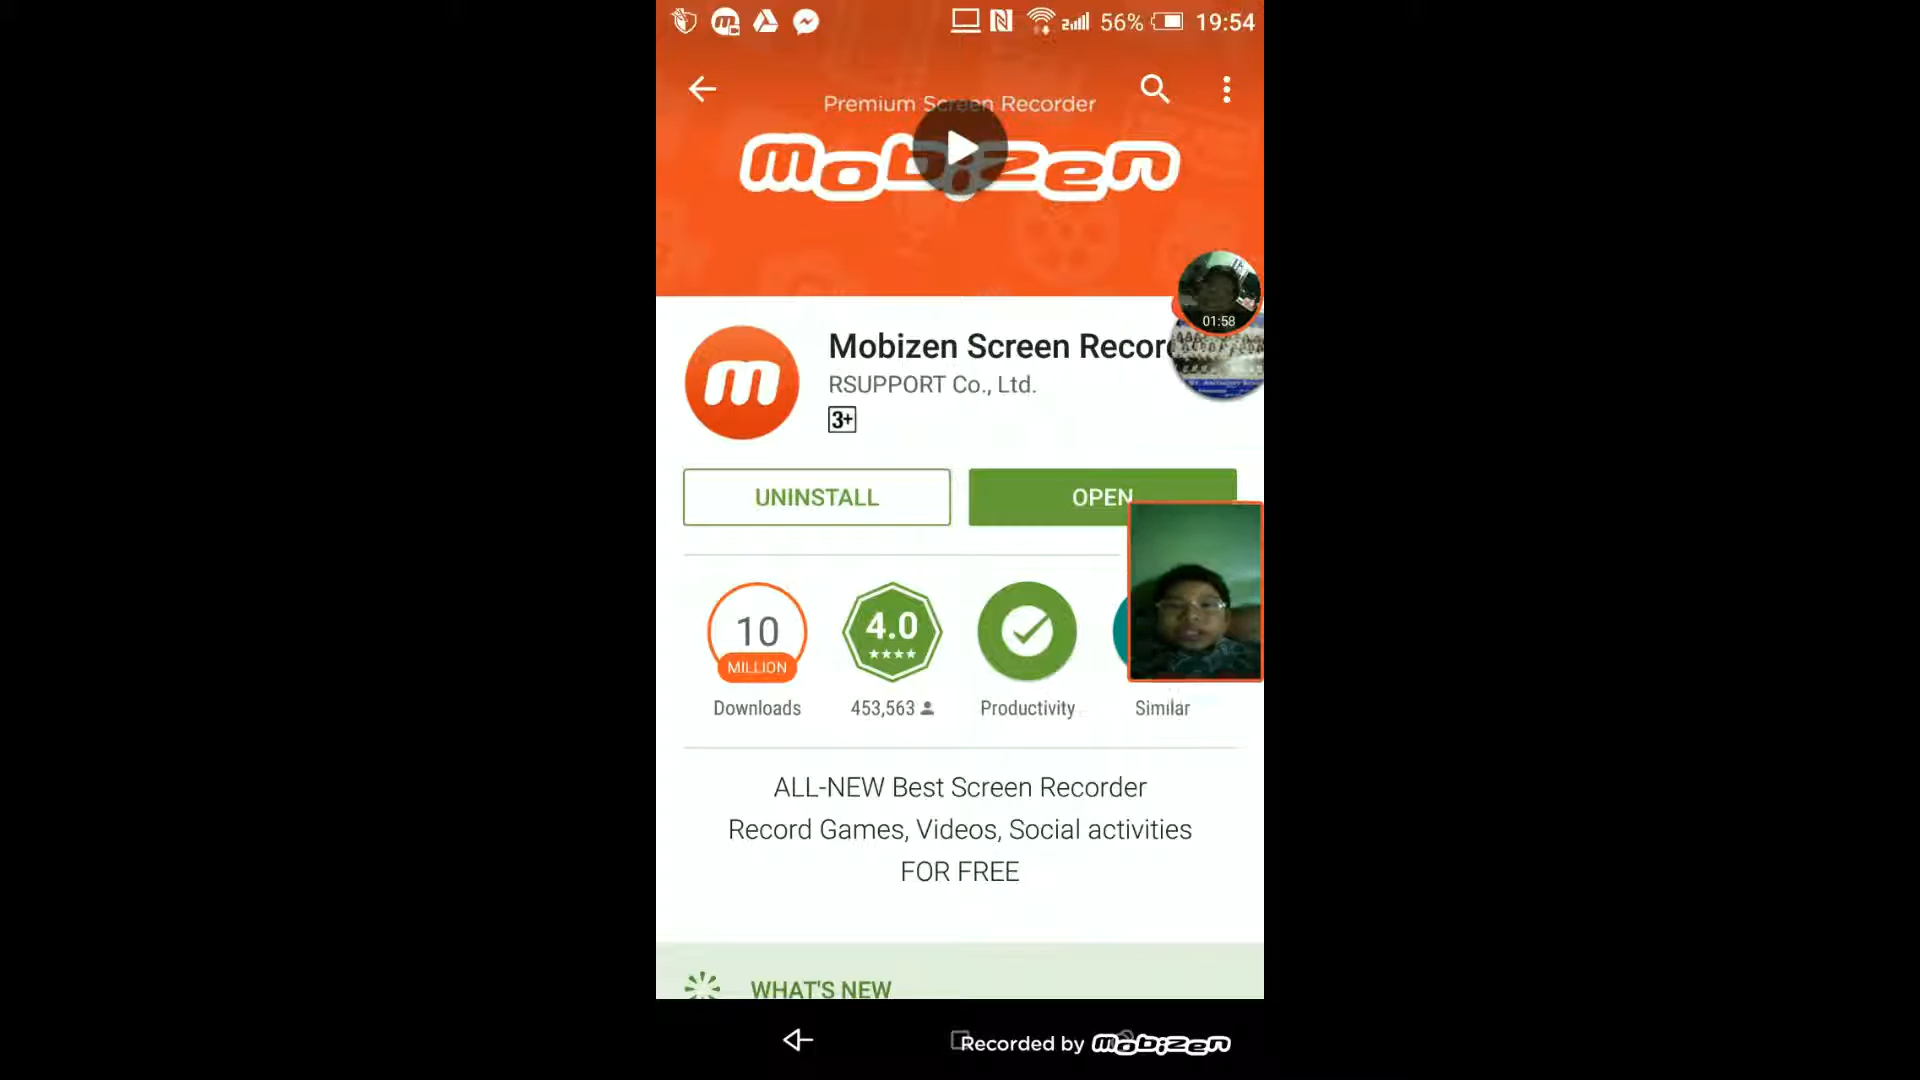 56% 19:54
Premium Screen Recorder
mobizen
01:58
Mobizen Screen Recor
RSUPPORT Co., Ltd.
3+
UNINSTALL
OPEN
10
MILLION
4.0
Downloads
453,563
Productivity
Similar
ALL-NEW Best Screen Recorder
Record Games, Videos, Social activities
FOR FREE
WHAT'S NEW
Recorded by mobizen